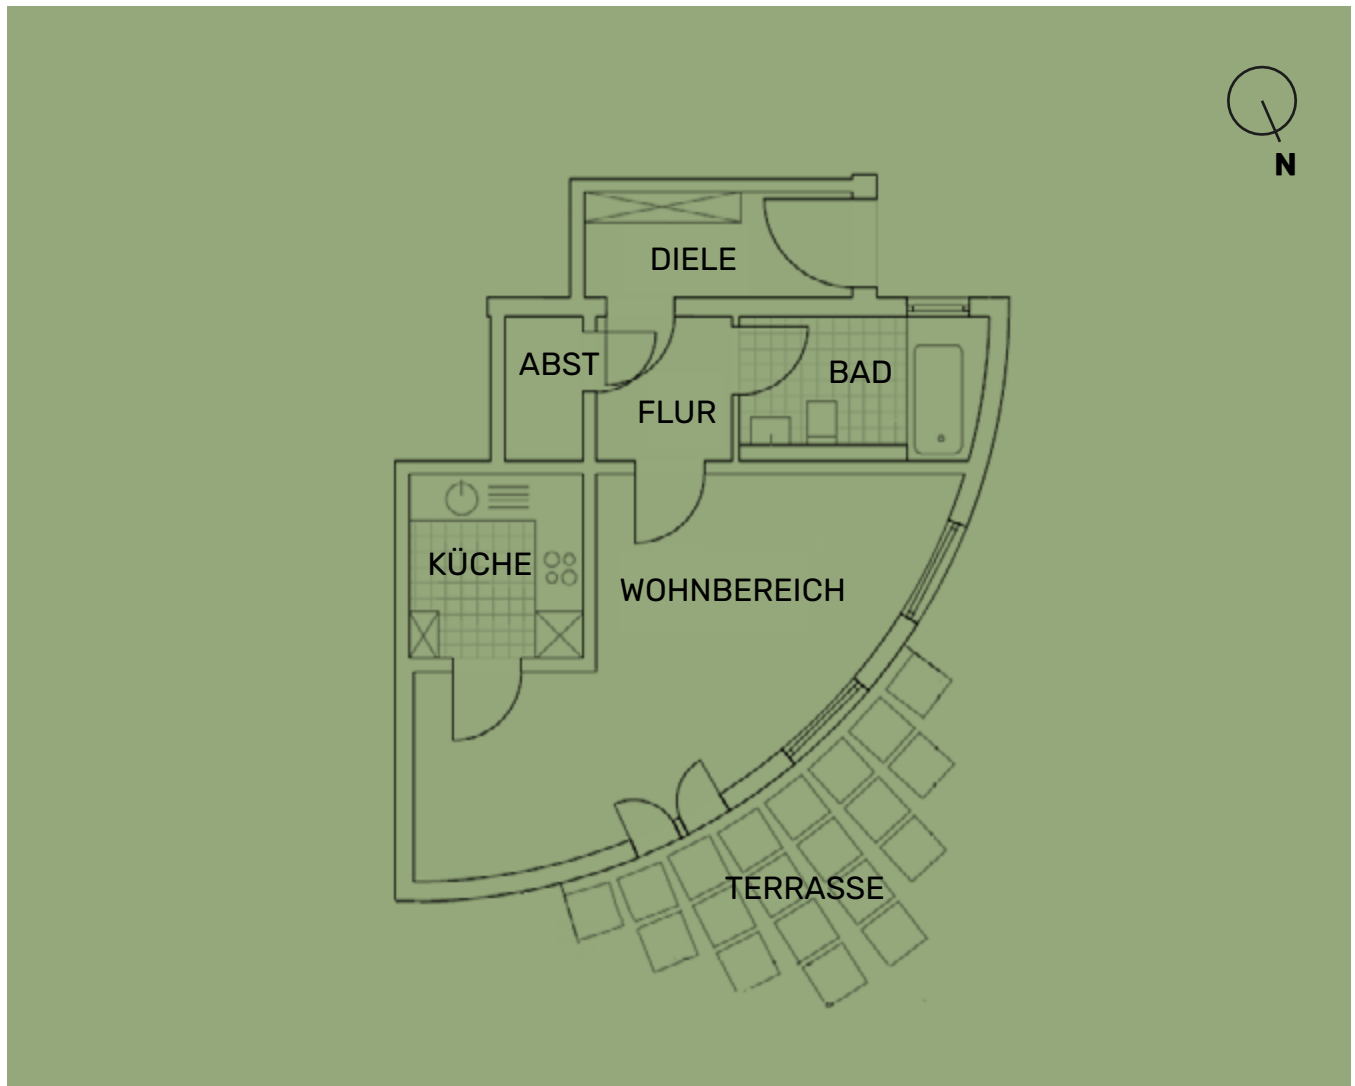 N
DIELE
ABST
BAD
FLUR
KÜCHE
WOHNBEREICH
TERRASSE